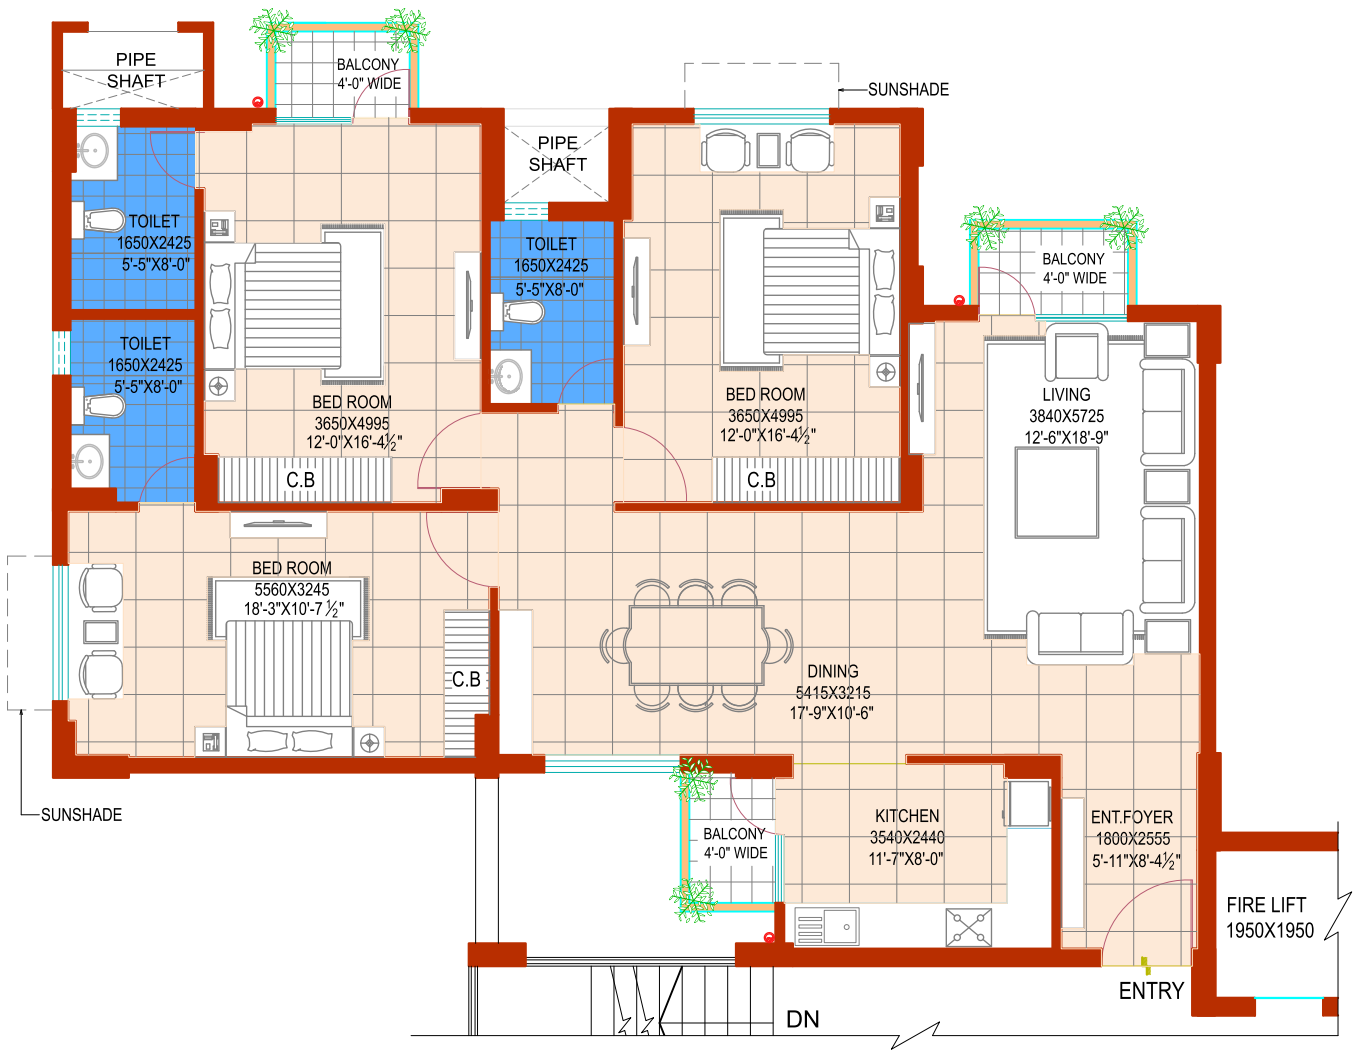 PIPE
SHAFT
BALCONY
4'-0" WIDE
SUNSHADE
PIPE
SHAFT
TOILET
1650X2425
5'-5"X8'-0"
TOILET
1650X2425
5'-5"X8'-0"
BALCONY
4'-0" WIDE
TOILET
1650X2425
5'-5"X8'-0"
BED ROOM
3650X4995
12'-0"X16'-4½"
BED ROOM
3650X4995
12'-0"X16'-4½"
LIVING
3840X5725
12'-6"X18'-9"
C.B
C.B
BED ROOM
5560X3245
18'-3"X10'-7 ½"
C.B
DINING
5415X3215
17'-9"X10'-6"
SUNSHADE
BALCONY
4'-0" WIDE
KITCHEN
3540X2440
11'-7"X8'-0"
ENT.FOYER
1800X2555
5'-11"X8'-4½"
FIRE LIFT
1950X1950
ENTRY
DN